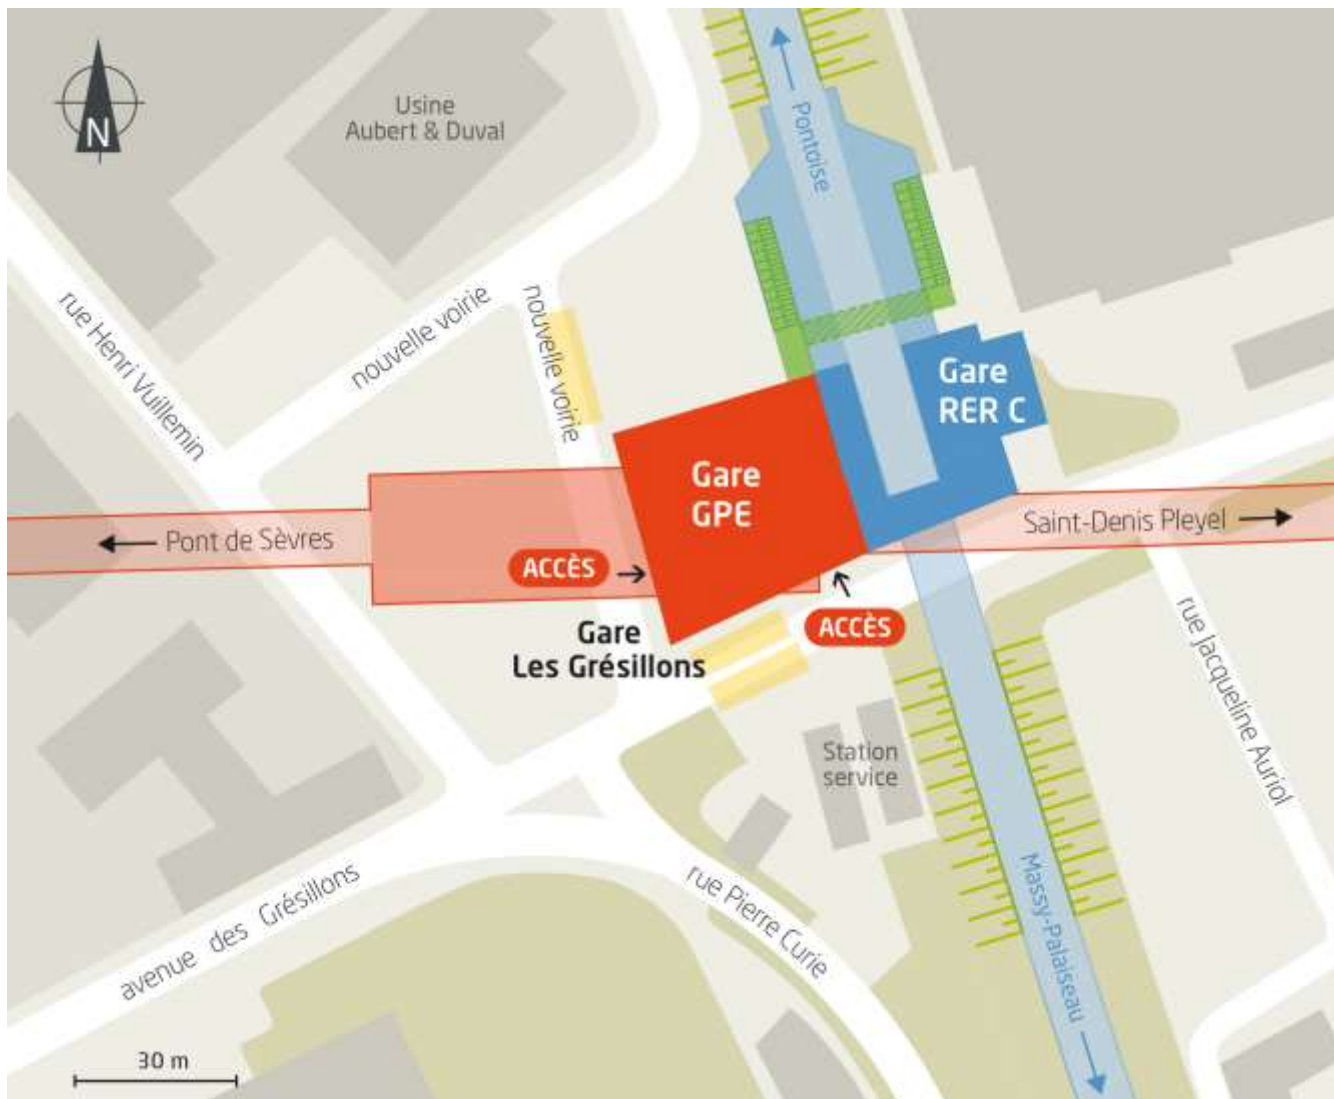 N
Usine
Aubert & Duval
Pontoise
rue Henri Vuillemin
nouvelle voirie
nouvelle voirie
Gare
RER C
Gare
GPE
Pont de Sèvres
Saint-Denis Pleyel
ACCÈS
ACCÈS
Gare
Les Grésillons
rue Jacqueline Auriol
Station
service
avenue des Grésillons
rue Pierre Curie
Massy-Palaiseau
30 m